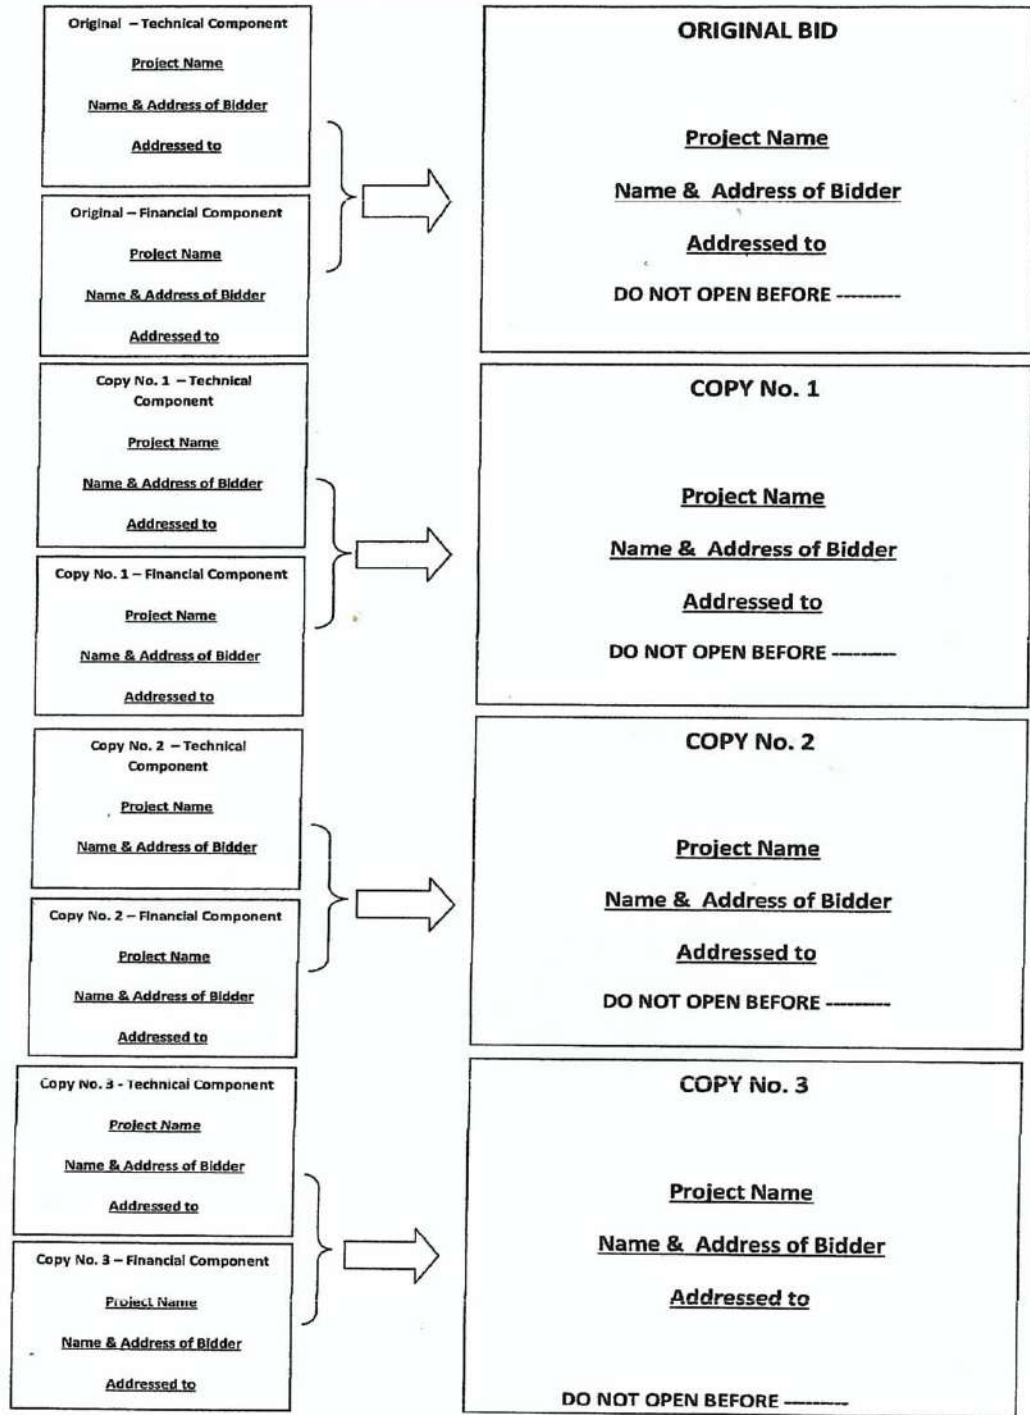 Original – Technical Component
Project Name
Name & Address of Bidder
Addressed to
Original – Financial Component
Project Name
Name & Address of Bidder
Addressed to
ORIGINAL BID
Project Name
Name & Address of Bidder
Addressed to
DO NOT OPEN BEFORE ---------
Copy No. 1 – Technical
Component
Project Name
Name & Address of Bidder
Addressed to
Copy No. 1 – Financial Component
Project Name
Name & Address of Bidder
Addressed to
COPY No. 1
Project Name
Name & Address of Bidder
Addressed to
DO NOT OPEN BEFORE ---------
Copy No. 2 – Technical
Component
Project Name
Name & Address of Bidder
Copy No. 2 – Financial Component
Project Name
Name & Address of Bidder
Addressed to
COPY No. 2
Project Name
Name & Address of Bidder
Addressed to
DO NOT OPEN BEFORE ---------
Copy No. 3 - Technical Component
Project Name
Name & Address of Bidder
Addressed to
Copy No. 3 – Financial Component
Project Name
Name & Address of Bidder
Addressed to
COPY No. 3
Project Name
Name & Address of Bidder
Addressed to
DO NOT OPEN BEFORE ---------